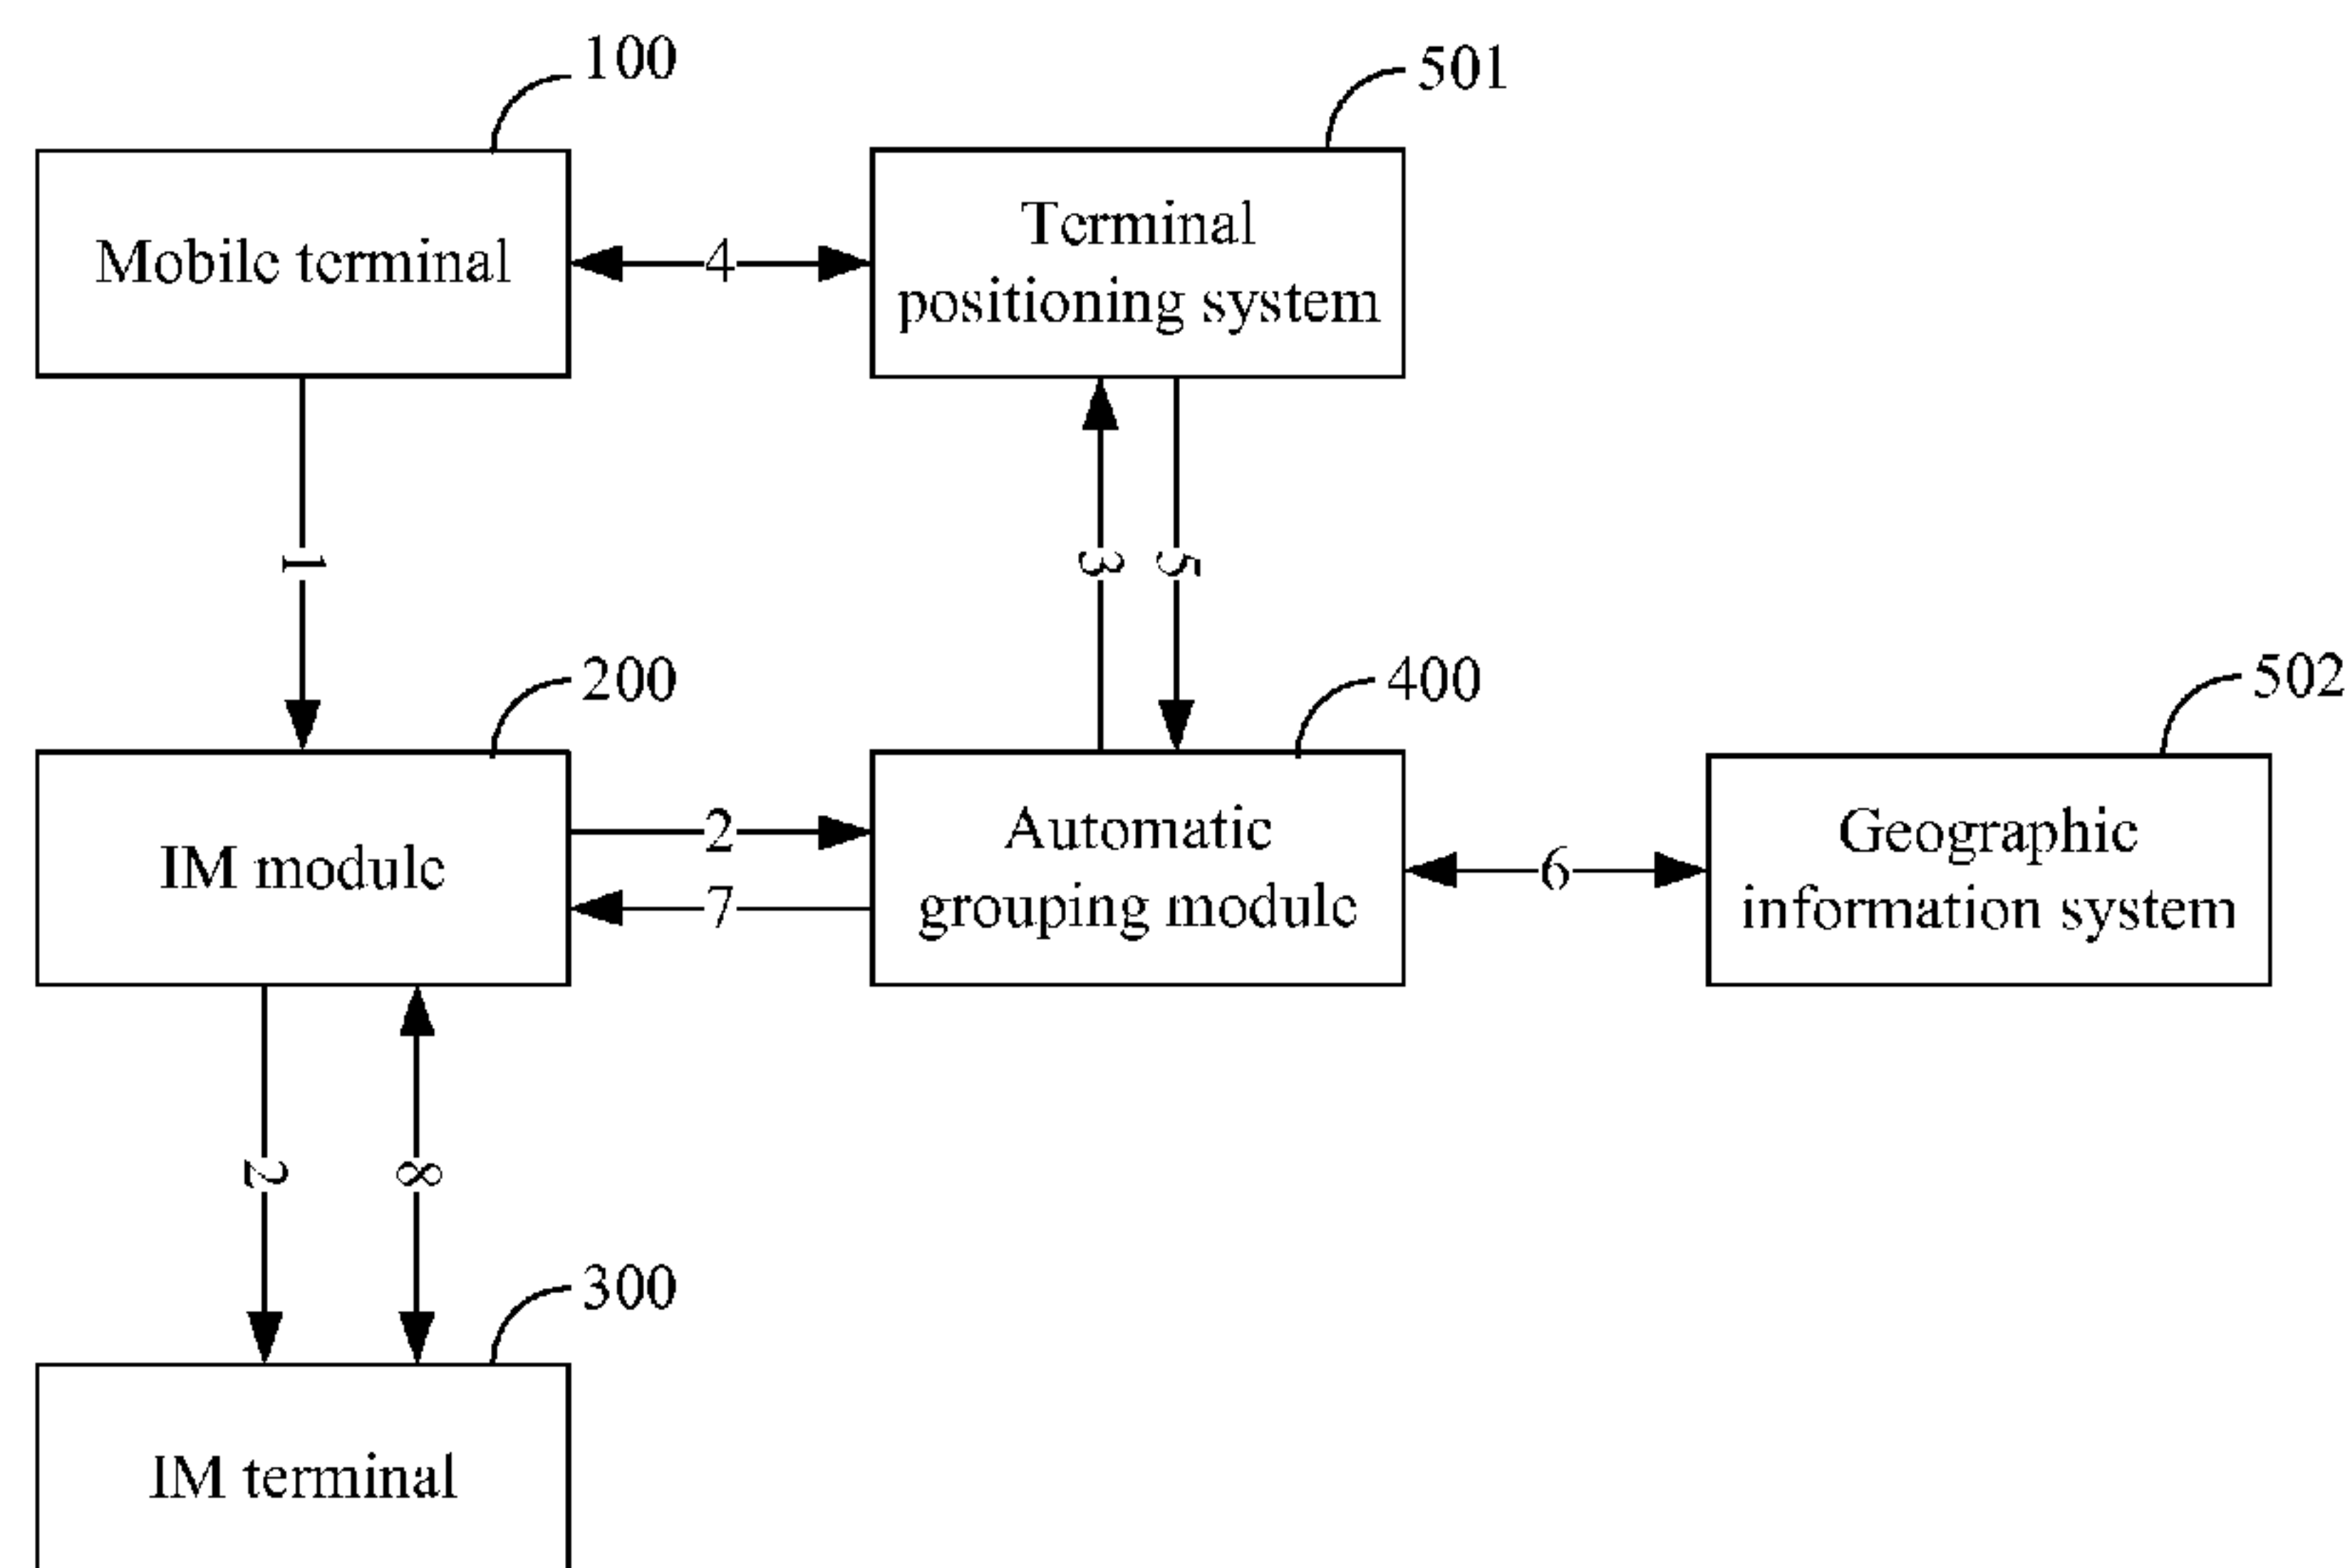 100
501
Mobile terminal
4
Terminal
positioning system
1
3
5
200
400
502
IM module
2
7
Automatic
grouping module
6
Geographic
information system
2
8
300
IM terminal